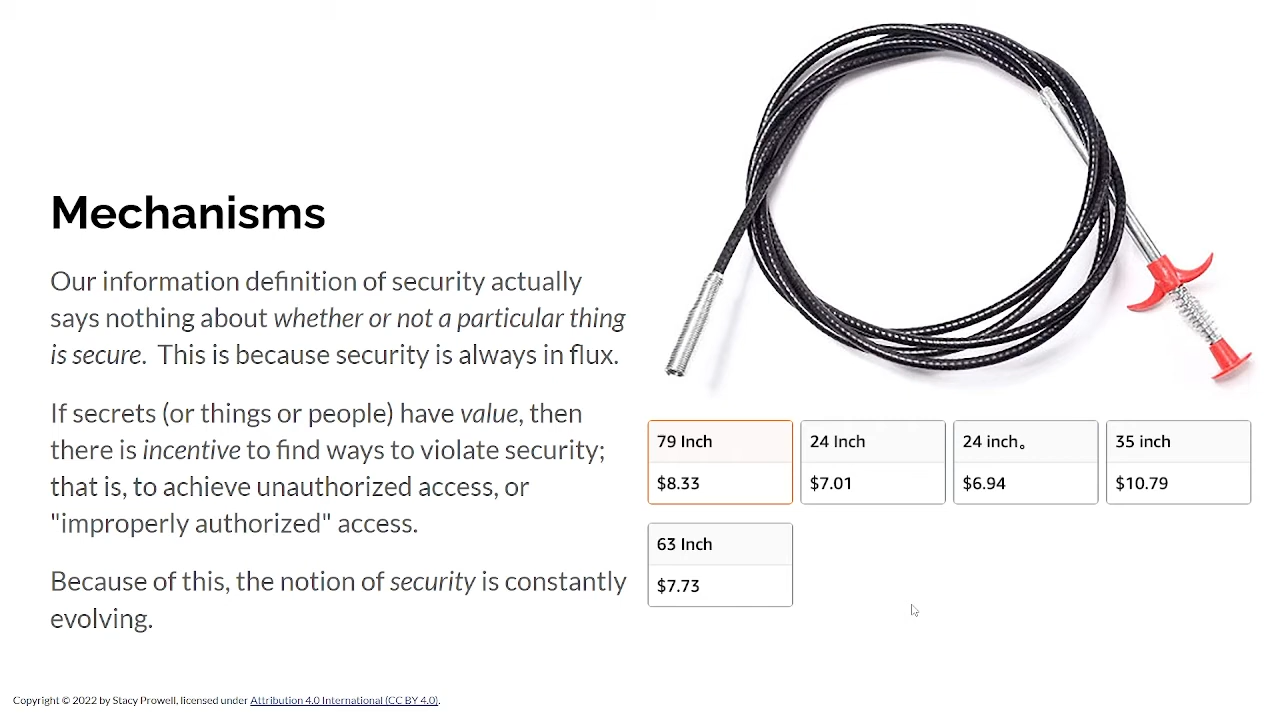 Mechanisms
Our information definition of security actually
says nothing about whether or not a particular thing
is secure. This is because security is always in flux.
If secrets (or things or people) have value, then
there is incentive to find ways to violate security;
that is, to achieve unauthorized access, or
"improperly authorized" access.
Because of this, the notion of security is constantly
evolving.
79 Inch
$8.33
24 Inch
$7.01
24 inch。
$6.94
35 inch
$10.79
63 Inch
$7.73
Copyright © 2022 by Stacy Prowell, licensed under Attribution 4.0 International (CC BY 4.0).